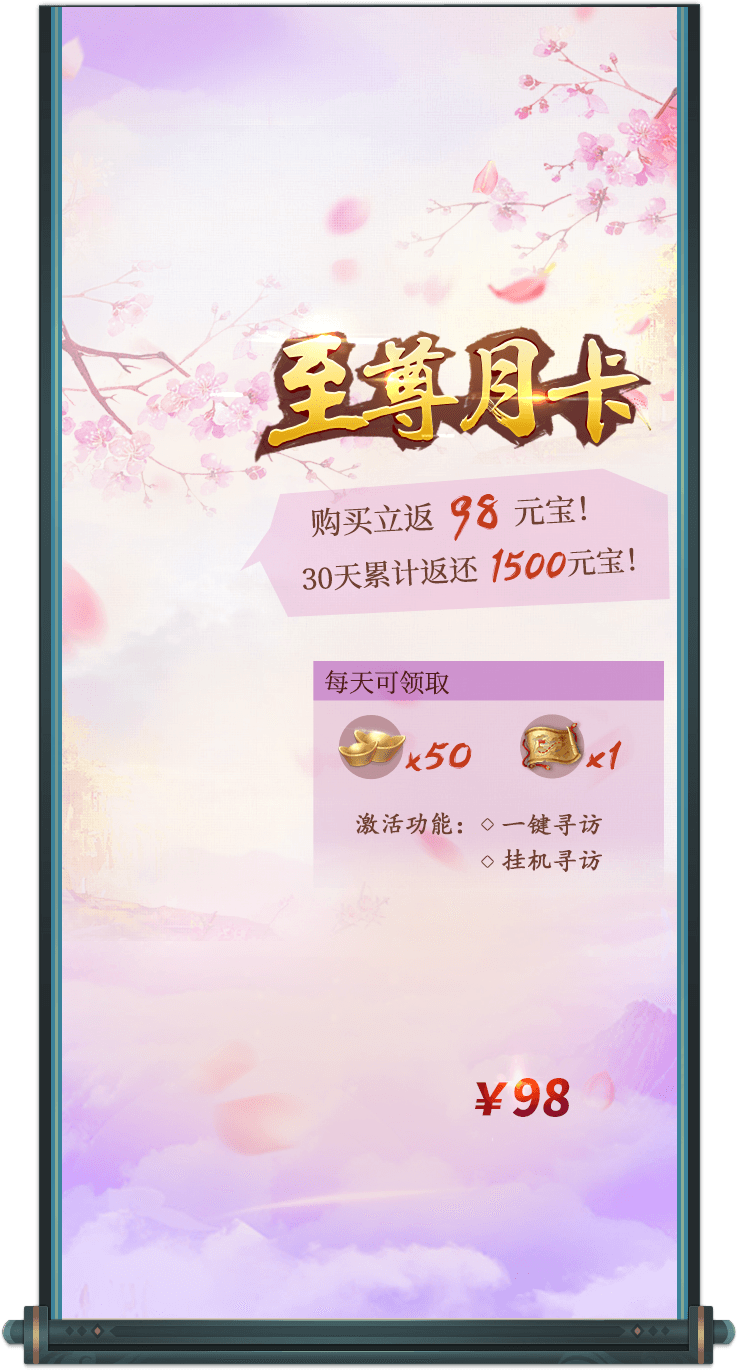 至尊月卡
购买立返 98 元宝！
30天累计返还 1500元宝！
每天可领取
x50 x1
激活功能：◇ 一键寻访
◇ 挂机寻访
￥98